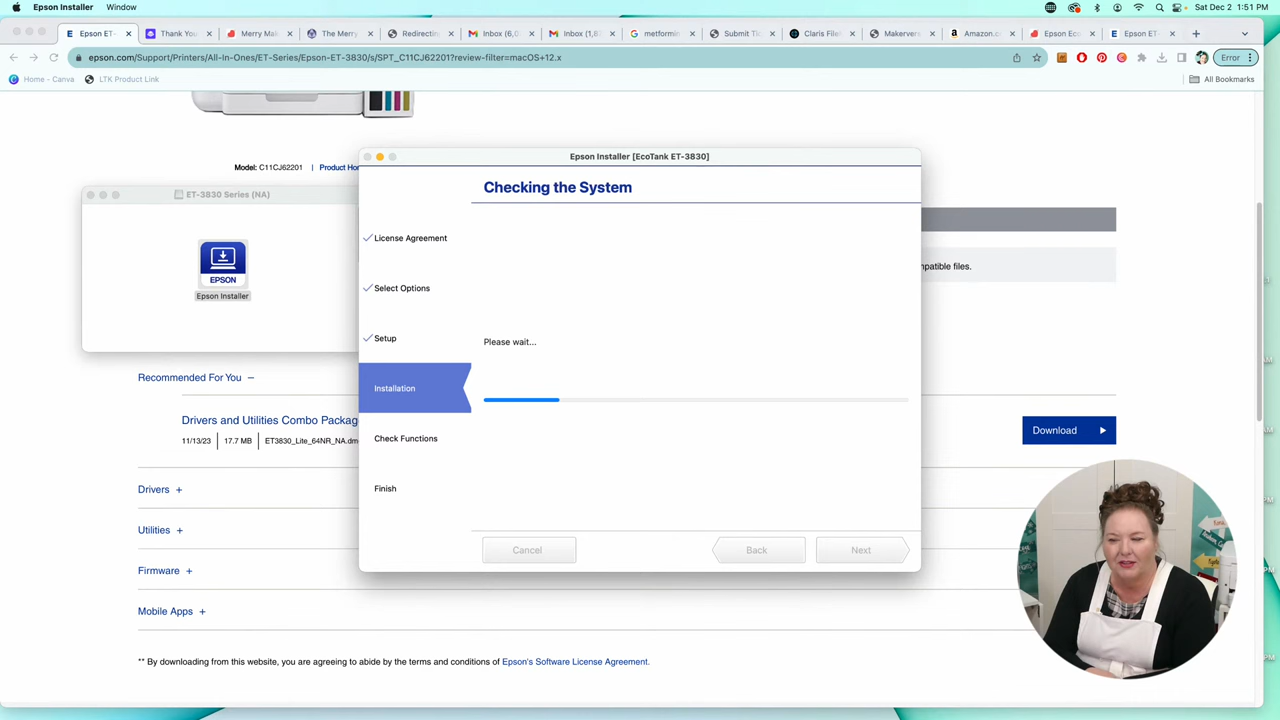 Epson Installer Window Sat Dec 2 1:51 PM
Epson ET- Thank You Merry Mak The Merry Redirecting Inbox (6,0 Inbox (1,8 metformin Submit Tic Claris File Makerverse Amazon.c Epson Eco Epson ET-
epson.com/Support/Printers/All-In-Ones/ET-Series/Epson-ET-3830/s/SPT_C11CJ62201?review-filter=macOS+12.x Error
Home - Canva LTK Product Link All Bookmarks
Model: C11CJ62201 | Product Hom
ET-3830 Series (NA)
EPSON
Epson Installer
Epson Installer [EcoTank ET-3830]
Checking the System
License Agreement
Select Options
Setup
Installation
Check Functions
Finish
Please wait...
Cancel Back Next
patible files.
Recommended For You –
Drivers and Utilities Combo Packag
11/13/23 17.7 MB ET3830_Lite_64NR_NA.dm
Download
Drivers +
Utilities +
Firmware +
Mobile Apps +
** By downloading from this website, you are agreeing to abide by the terms and conditions of Epson's Software License Agreement.